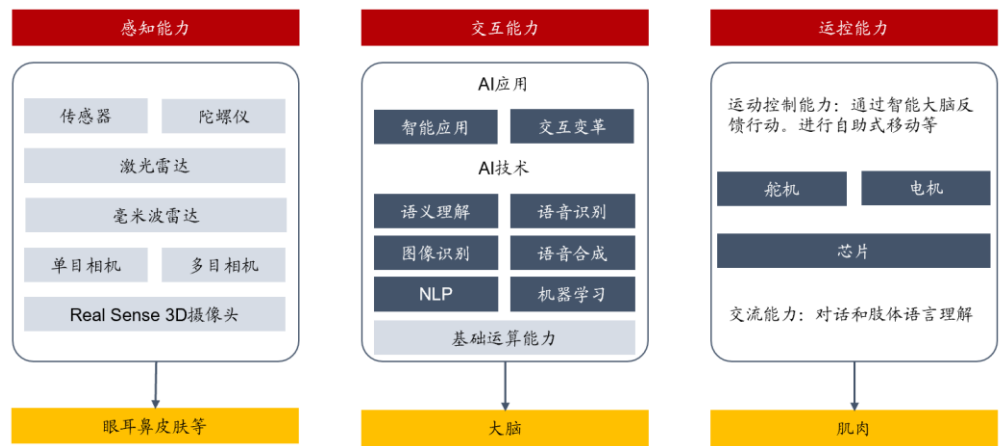 感知能力
传感器
陀螺仪
激光雷达
毫米波雷达
单目相机
多目相机
Real Sense 3D摄像头
眼耳鼻皮肤等
交互能力
AI应用
智能应用
交互变革
AI技术
语义理解
语音识别
图像识别
语音合成
NLP
机器学习
基础运算能力
大脑
运控能力
运动控制能力：通过智能大脑反
馈行动。进行自助式移动等
舵机
电机
芯片
交流能力：对话和肢体语言理解
肌肉